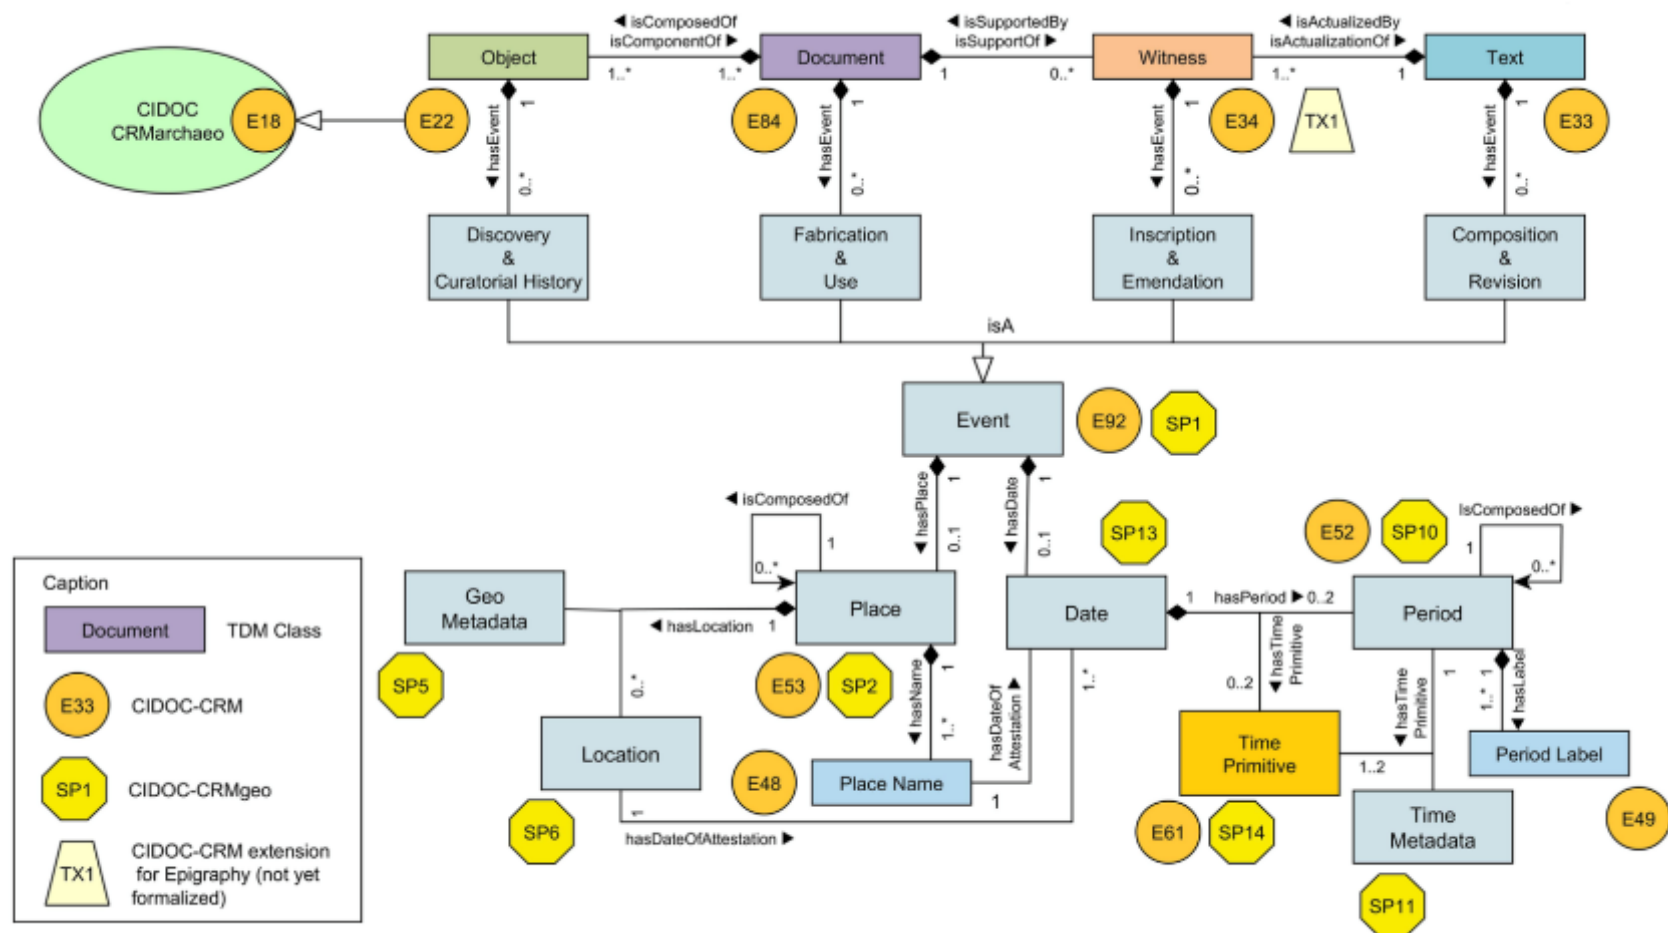 ◄ isComposedOf
isComponentOf ►
◄ isSupportedBy
isSupportOf ►
◄ isActualizedBy
isActualizationOf ►
Object
1..*
1..*
Document
1
0..*
Witness
1..*
1
Text
CIDOC
CRMarchaeo
E18
E22
E84
E34
TX1
E33
◄ hasEvent
1
0..*
◄ hasEvent
1
0..*
◄ hasEvent
1
0..*
◄ hasEvent
1
0..*
Discovery
&
Curatorial History
Fabrication
&
Use
Inscription
&
Emendation
Composition
&
Revision
isA
Event
E92
SP1
◄ hasPlace
1
0..1
◄ hasDate
1
0..1
◄ isComposedOf
1
0..*
SP13
E52
SP10
IsComposedOf ►
1
0..*
Geo
Metadata
Place
Date
Period
◄ hasLocation
1
1
hasPeriod ► 0..2
SP5
E53
SP2
0..*
◄ hasName
1
1..*
hasDateOf
Attestation ►
1..*
0..2
◄ hasTime
Primitive
◄ hasTime
Primitive
1
1..*
1
◄ hasLabel
Location
E48
Place Name
1
Time
Primitive
1..2
Period Label
SP6
1
hasDateOfAttestation ►
E61
SP14
Time
Metadata
E49
SP11
Caption
Document
TDM Class
E33
CIDOC-CRM
SP1
CIDOC-CRMgeo
TX1
CIDOC-CRM extension
for Epigraphy (not yet
formalized)